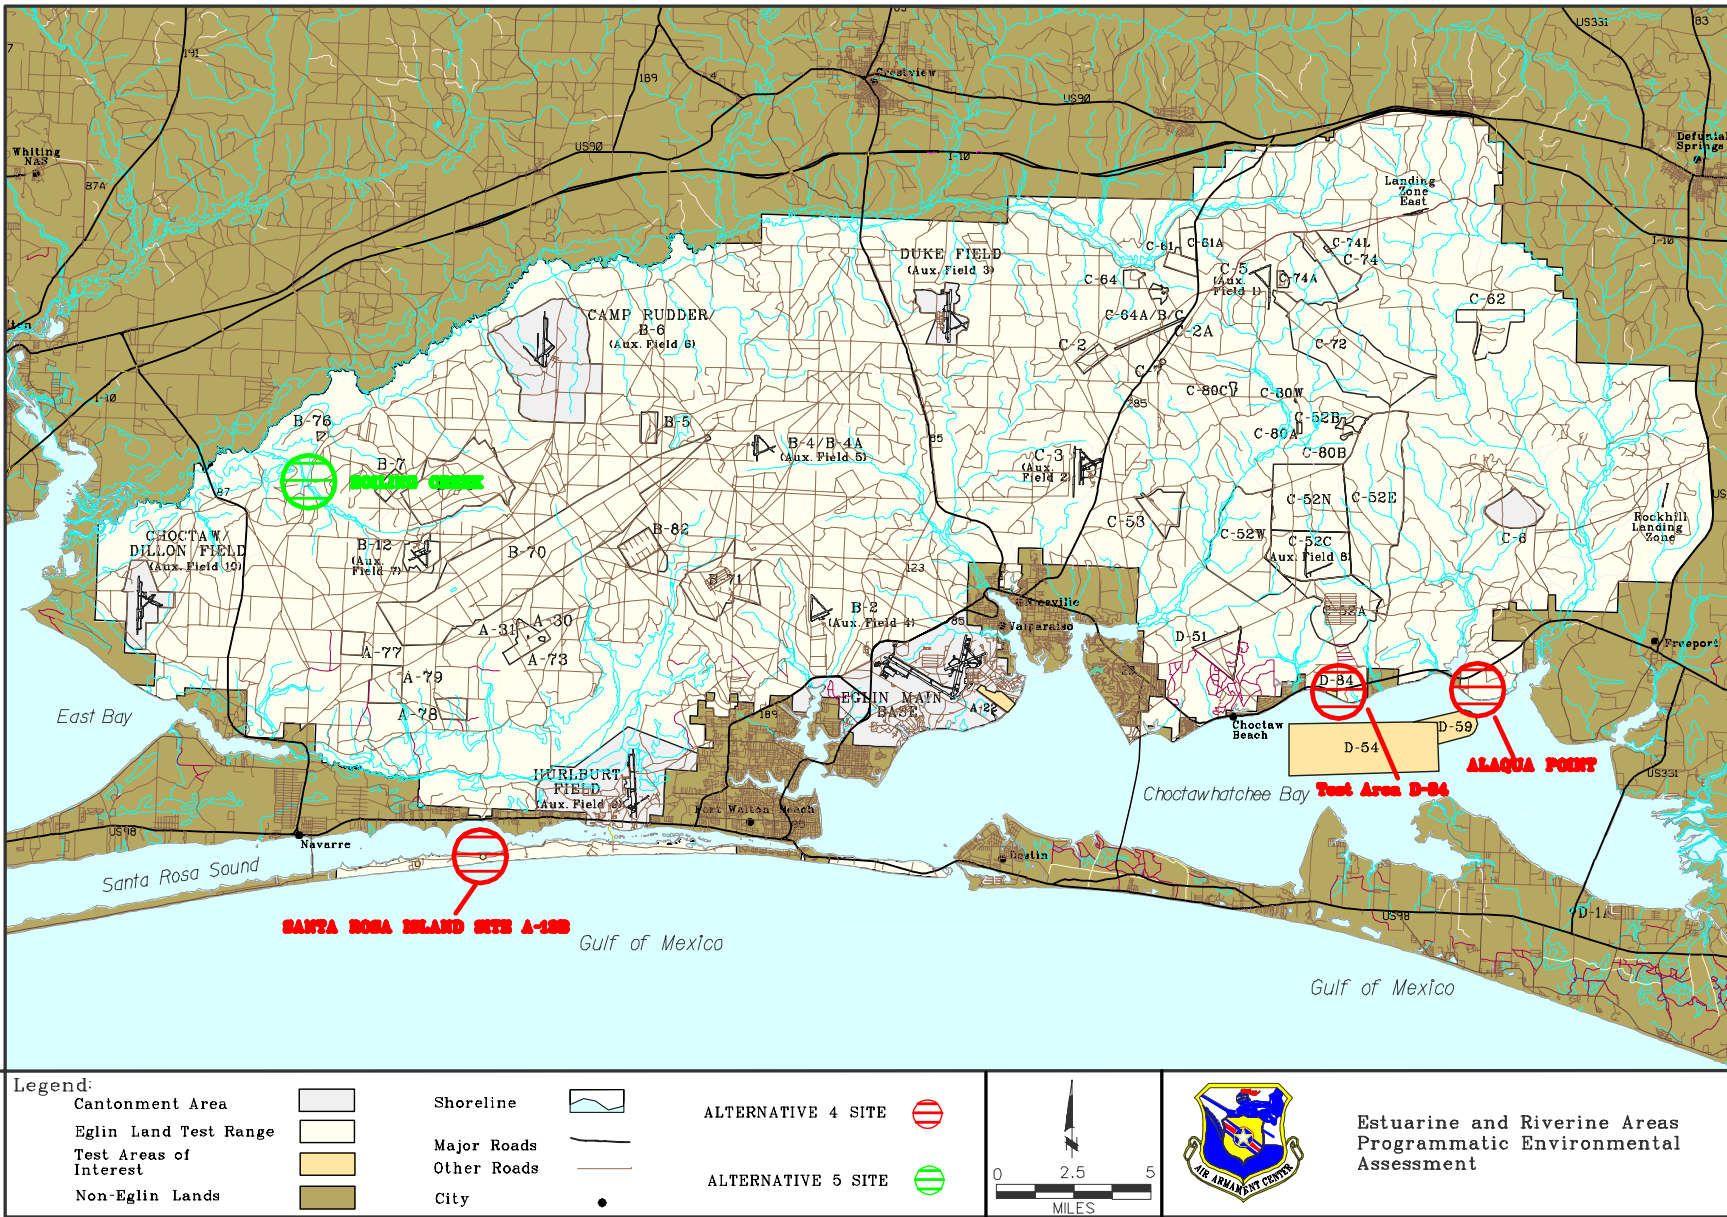 US331
83
191
189
Crestview
US90
Whiting
NAS
US90
I-10
Defuniak
Springs
87A
Landing
Zone
East
I-10
C-61
C-61A
C-74L
C-74
DUKE FIELD
(Aux. Field 3)
C-64
C-5
(Aux.
Field 1)
C-74A
C-62
CAMP RUDDER/
B-6
(Aux. Field 6)
C-64A/B/C
C-2A
C-2
C-72
I-10
C-80C
C-80W
285
B-76
B-5
C-52B
C-80A
85
B-4/B-4A
(Aux. Field 5)
C-3
(Aux.
Field 2)
C-80B
B-7
BOILING CREEK
87
C-52N
C-52E
C-53
Rockhill
Landing
Zone
CHOCTAW/
DILLON FIELD
(Aux. Field 10)
B-12
(Aux.
Field 7)
B-70
B-82
C-52W
C-52C
(Aux. Field 8)
C-6
B-71
123
Niceville
Valparaiso
B-2
(Aux. Field 4)
85
C-52A
A-31
A-30
A-73
A-77
D-51
Freeport
A-79
A-78
EGLIN MAIN
BASE
A-22
D-84
East Bay
189
Choctaw
Beach
D-59
D-54
ALAQUA POINT
HURLBURT
FIELD
(Aux. Field 9)
US331
Choctawhatchee Bay
Test Area D-84
Fort Walton Beach
US98
Navarre
Destin
Santa Rosa Sound
SANTA ROSA ISLAND SITE
US98
Gulf of Mexico
Gulf of Mexico
Legend:
Cantonment Area
Eglin Land Test Range
Test Areas of
Interest
Non-Eglin Lands
Shoreline
Major Roads
Other Roads
City
ALTERNATIVE 4 SITE
ALTERNATIVE 5 SITE
0 2.5 5
MILES
N
AIR ARMAMENT CENTER
Estuarine and Riverine Areas
Programmatic Environmental
Assessment